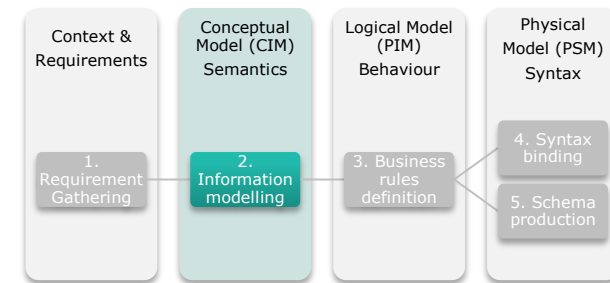 Context &
Requirements
Conceptual
Model (CIM)
Semantics
Logical Model
(PIM)
Behaviour
Physical
Model (PSM)
Syntax
1.
Requirement
Gathering
2.
Information
modelling
3. Business
rules
definition
4. Syntax
binding
5. Schema
production